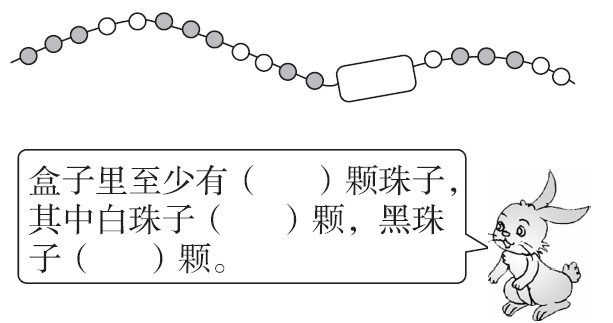 盒子里至少有（　　）颗珠子，
其中白珠子（　　）颗，黑珠
子（　　）颗。